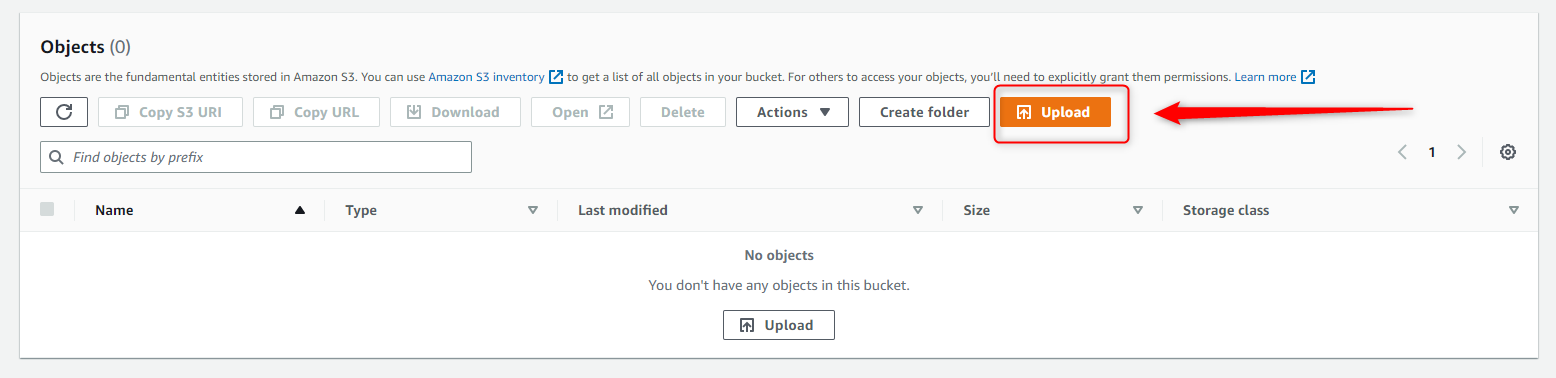 Objects (0)
Objects are the fundamental entities stored in Amazon S3. You can use Amazon S3 inventory to get a list of all objects in your bucket. For others to access your objects, you'll need to explicitly grant them permissions. Learn more
Copy S3 URI Copy URL Download Open Delete Actions Create folder Upload
Find objects by prefix 1
Name Type Last modified Size Storage class
No objects
You don't have any objects in this bucket.
Upload